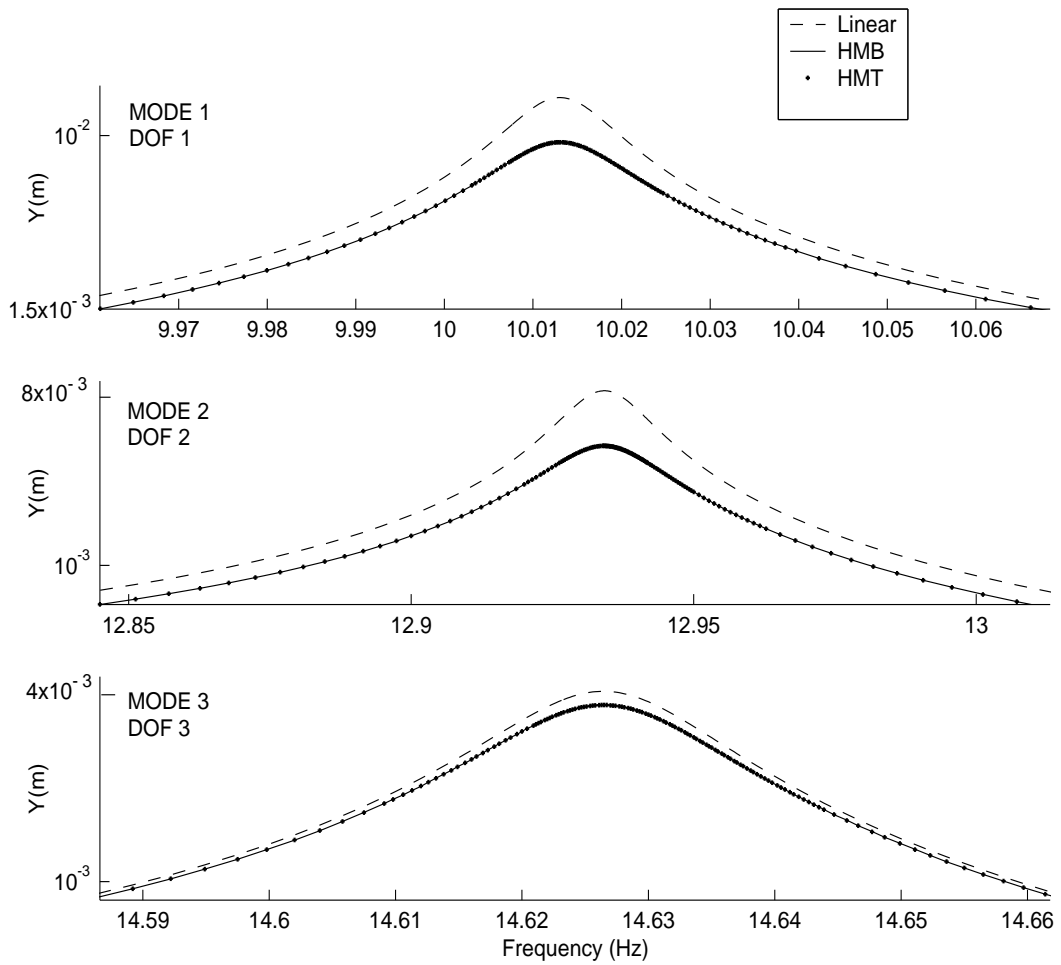 Linear
HMB
HMT
MODE 1
DOF 1
10-2
Y(m)
1.5x10-3
9.97 9.98 9.99 10 10.01 10.02 10.03 10.04 10.05 10.06
8x10-3
MODE 2
DOF 2
Y(m)
10-3
12.85 12.9 12.95 13
4x10-3
MODE 3
DOF 3
Y(m)
10-3
14.59 14.6 14.61 14.62 14.63 14.64 14.65 14.66
Frequency (Hz)